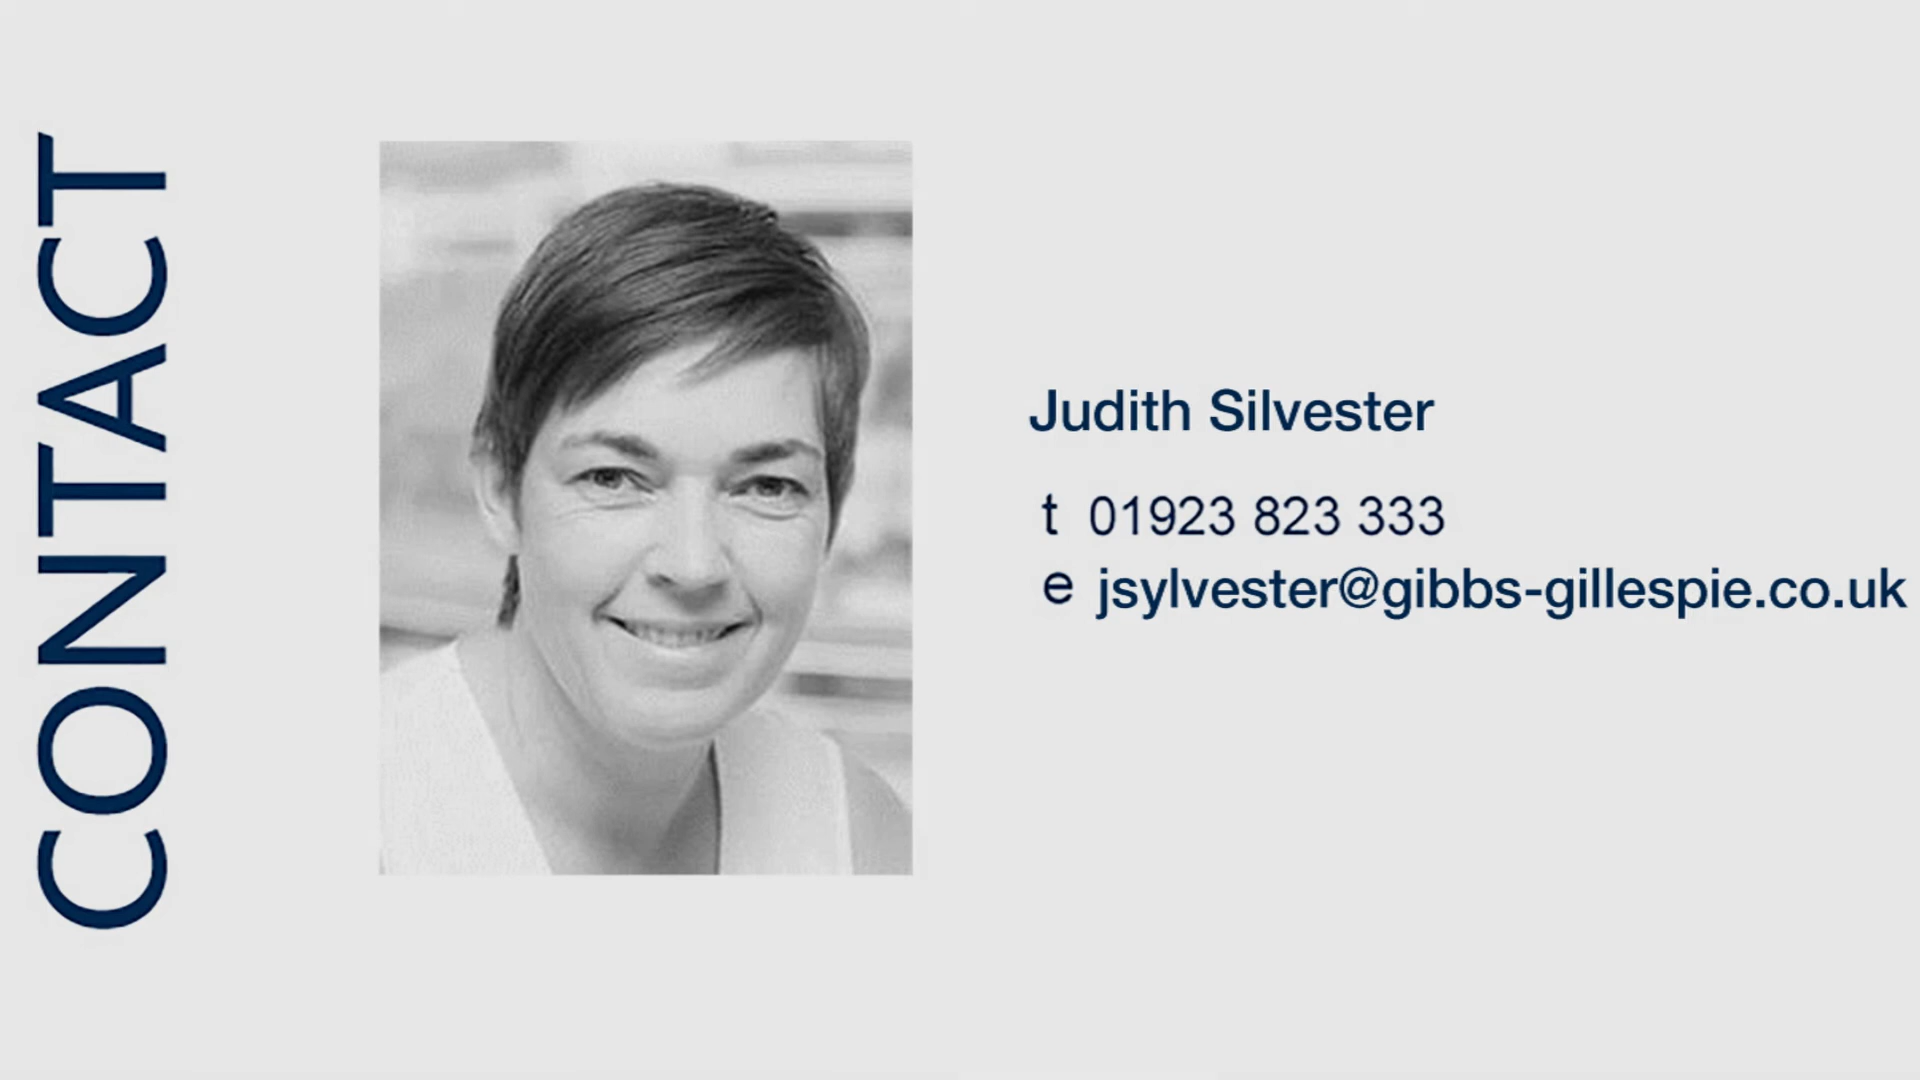 CONTACT
Judith Silvester
t 01923 823 333
e jsylvester@gibbs-gillespie.co.uk